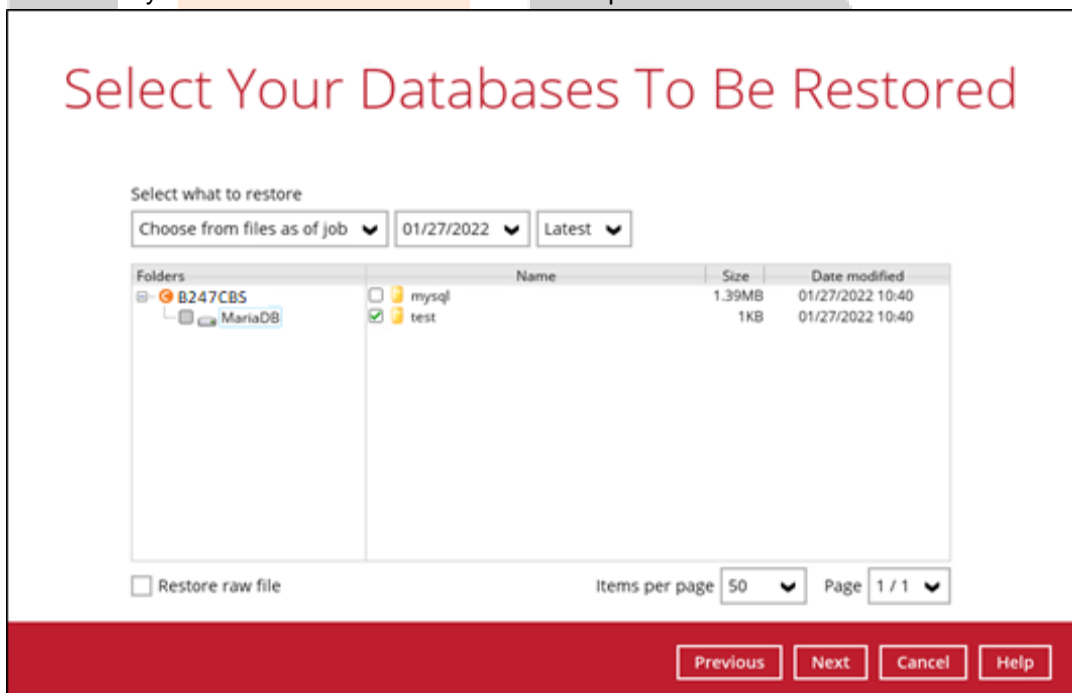 Select Your Databases To Be Restored
Select what to restore
Choose from files as of job 01/27/2022 Latest
Folders Name Size Date modified
B247CBS mysql 1.39MB 01/27/2022 10:40
MariaDB test 1KB 01/27/2022 10:40
Restore raw file Items per page 50 Page 1 / 1
Previous Next Cancel Help